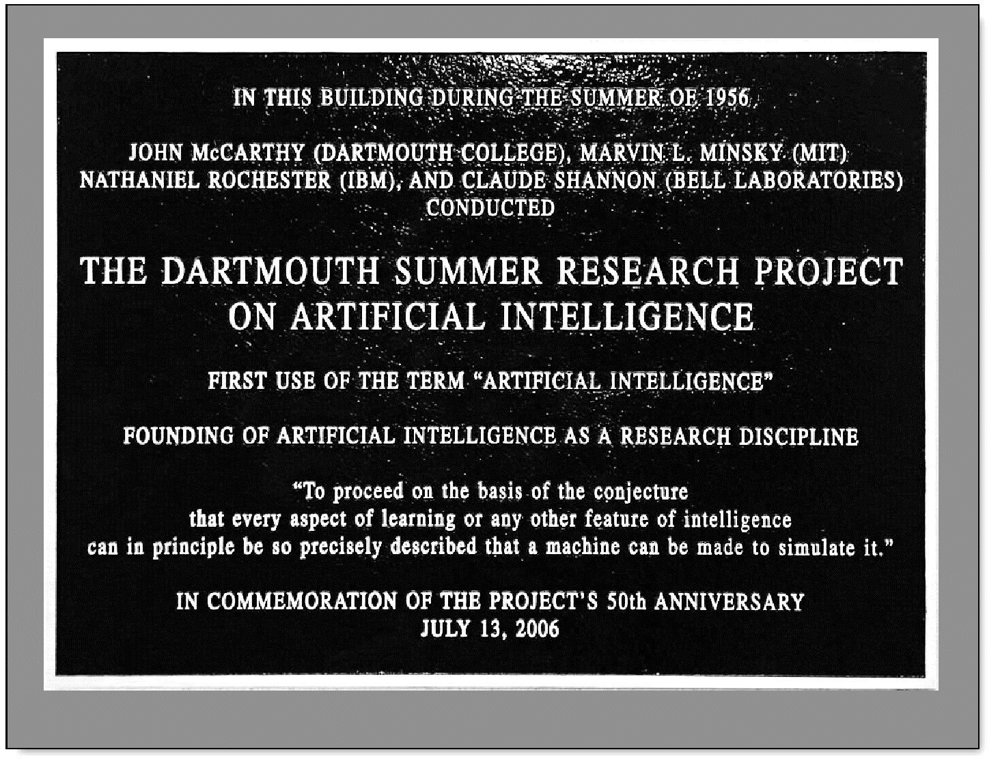 IN THIS BUILDING DURING THE SUMMER OF 1956
JOHN McCARTHY (DARTMOUTH COLLEGE), MARVIN L. MINSKY (MIT)
NATHANIEL ROCHESTER (IBM), AND CLAUDE SHANNON (BELL LABORATORIES)
CONDUCTED
THE DARTMOUTH SUMMER RESEARCH PROJECT
ON ARTIFICIAL INTELLIGENCE
FIRST USE OF THE TERM “ARTIFICIAL INTELLIGENCE”
FOUNDING OF ARTIFICIAL INTELLIGENCE AS A RESEARCH DISCIPLINE
“To proceed on the basis of the conjecture
that every aspect of learning or any other feature of intelligence
can in principle be so precisely described that a machine can be made to simulate it.”
IN COMMEMORATION OF THE PROJECT'S 50th ANNIVERSARY
JULY 13, 2006